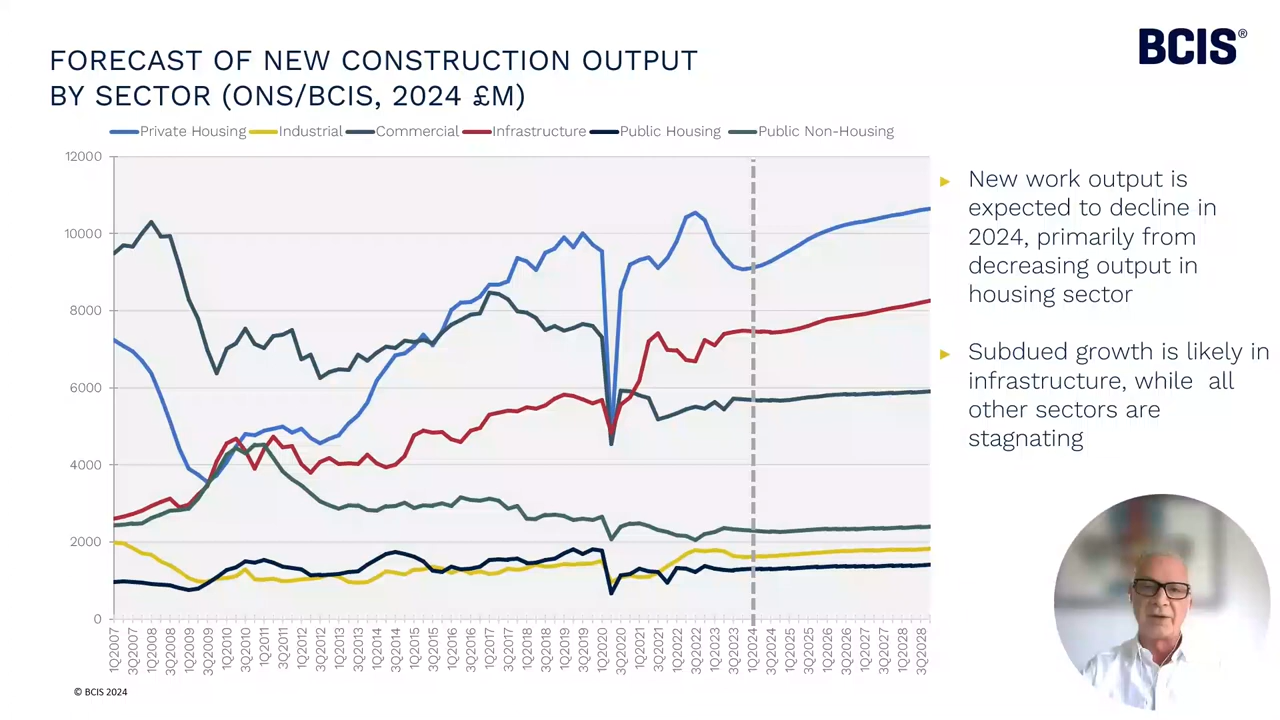 FORECAST OF NEW CONSTRUCTION OUTPUT
BY SECTOR (ONS/BCIS, 2024 £M)
BCIS®
Private Housing Industrial Commercial Infrastructure Public Housing Public Non-Housing
12000
10000
8000
6000
4000
2000
0
1Q2007 3Q2007 1Q2008 3Q2008 1Q2009 3Q2009 1Q2010 3Q2010 1Q2011 3Q2011 1Q2012 3Q2012 1Q2013 3Q2013 1Q2014 3Q2014 1Q2015 3Q2015 1Q2016 3Q2016 1Q2017 3Q2017 1Q2018 3Q2018 1Q2019 3Q2019 1Q2020 3Q2020 1Q2021 3Q2021 1Q2022 3Q2022 1Q2023 3Q2023 1Q2024 3Q2024 1Q2025 3Q2025 1Q2026 3Q2026 1Q2027 3Q2027 1Q2028 3Q2028
New work output is
expected to decline in
2024, primarily from
decreasing output in
housing sector
Subdued growth is likely in
infrastructure, while all
other sectors are
stagnating
© BCIS 2024